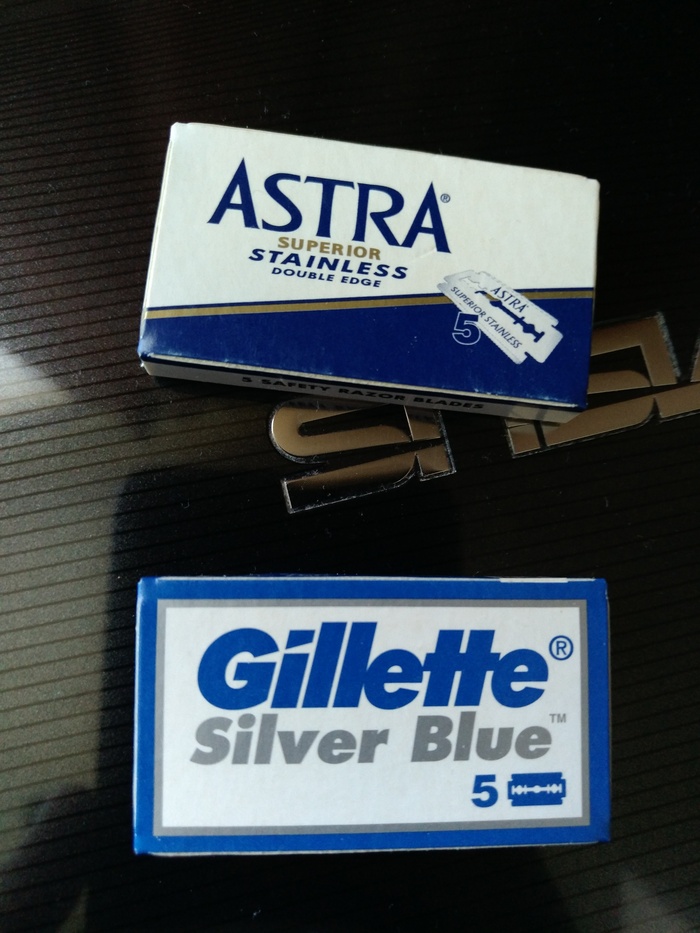 ASTRA®
SUPERIOR
STAINLESS
DOUBLE EDGE
ASTRA
SUPERIOR STAINLESS
5
5 SAFETY RAZOR BLADES
Gillette®
Silver Blue™
5